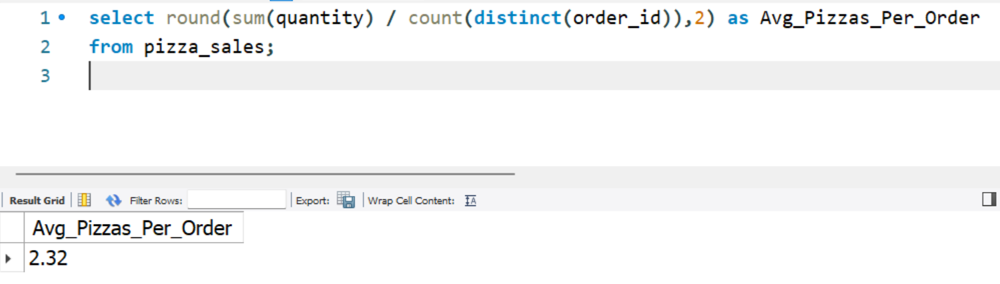 1 select round(sum(quantity) / count(distinct(order_id)),2) as Avg_Pizzas_Per_Order
2 from pizza_sales;
3
Result Grid Filter Rows: Export: Wrap Cell Content:
Avg_Pizzas_Per_Order
2.32